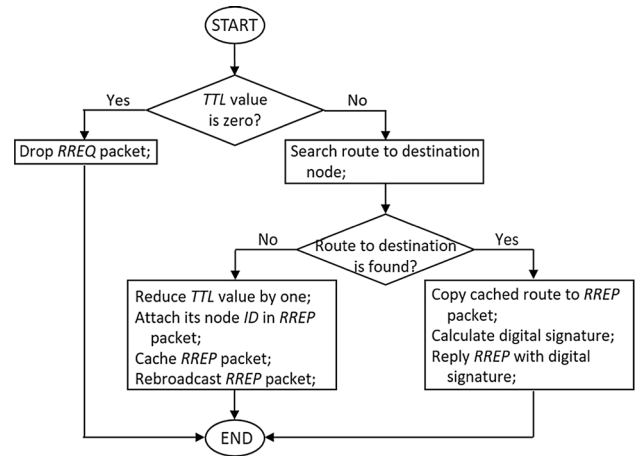 START
TTL value
is zero?
Yes
No
Drop RREQ packet;
Search route to destination
node;
Route to destination
is found?
No
Yes
Reduce TTL value by one;
Attach its node ID in RREP
packet;
Cache RREP packet;
Rebroadcast RREP packet;
Copy cached route to RREP
packet;
Calculate digital signature;
Reply RREP with digital
signature;
END